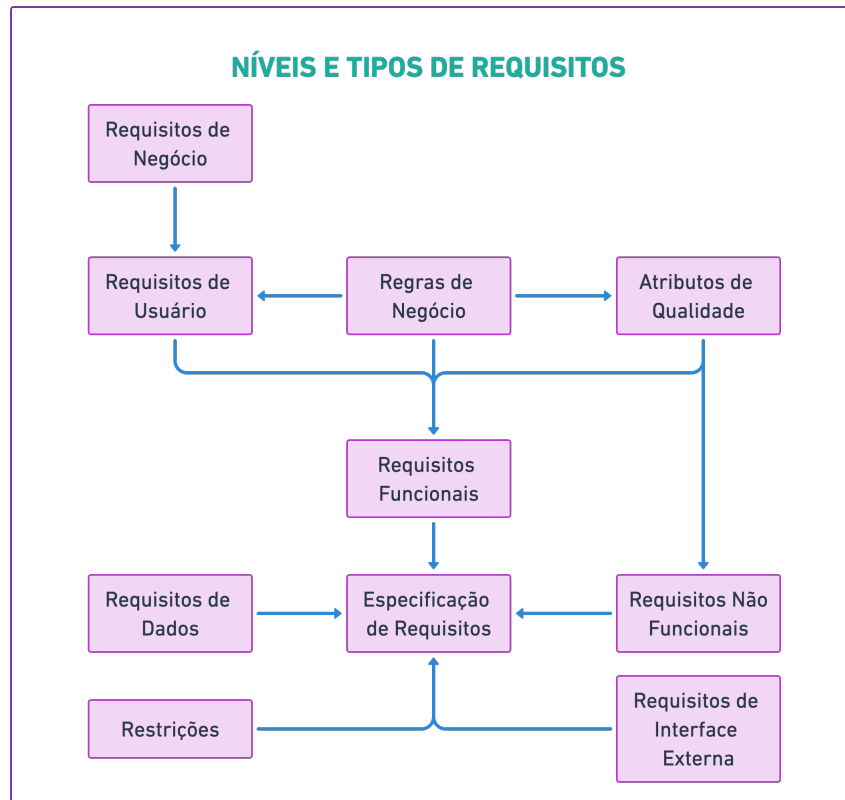 NÍVEIS E TIPOS DE REQUISITOS
Requisitos de
Negócio
Requisitos de
Usuário
Regras de
Negócio
Atributos de
Qualidade
Requisitos
Funcionais
Requisitos de
Dados
Especificação
de Requisitos
Requisitos Não
Funcionais
Restrições
Requisitos de
Interface
Externa